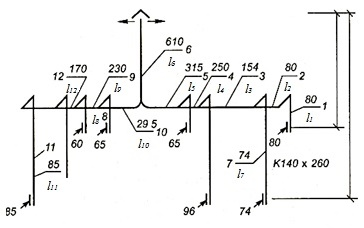 610
6
l₆
170
12
l₁₂
230
9
l₉
315
5
250
4
l₅
l₄
154
3
l₃
80
2
l₂
80
1
l₁
l₈
8
29 5
10
l₁₀
60
65
65
80
11
85
l₁₁
74
7
l₇
К140 х 260
85
96
74